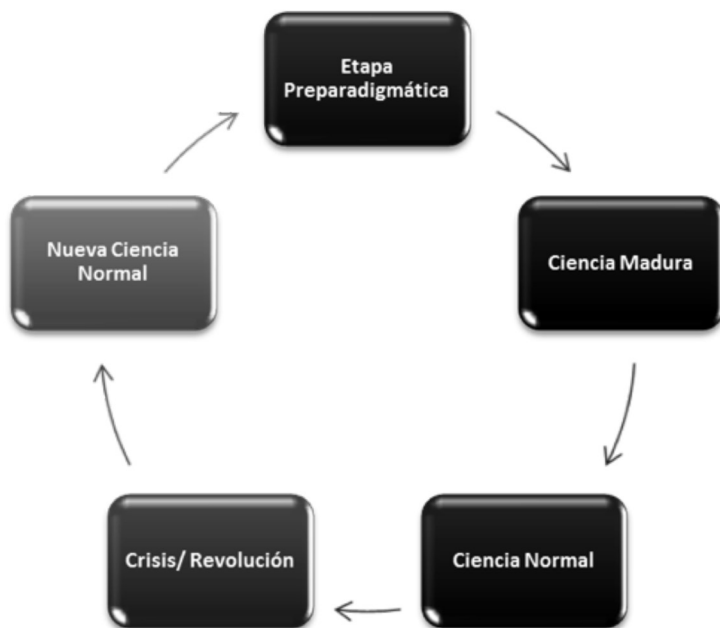 Etapa
Preparadigmática
Ciencia Madura
Ciencia Normal
Crisis/ Revolución
Nueva Ciencia
Normal